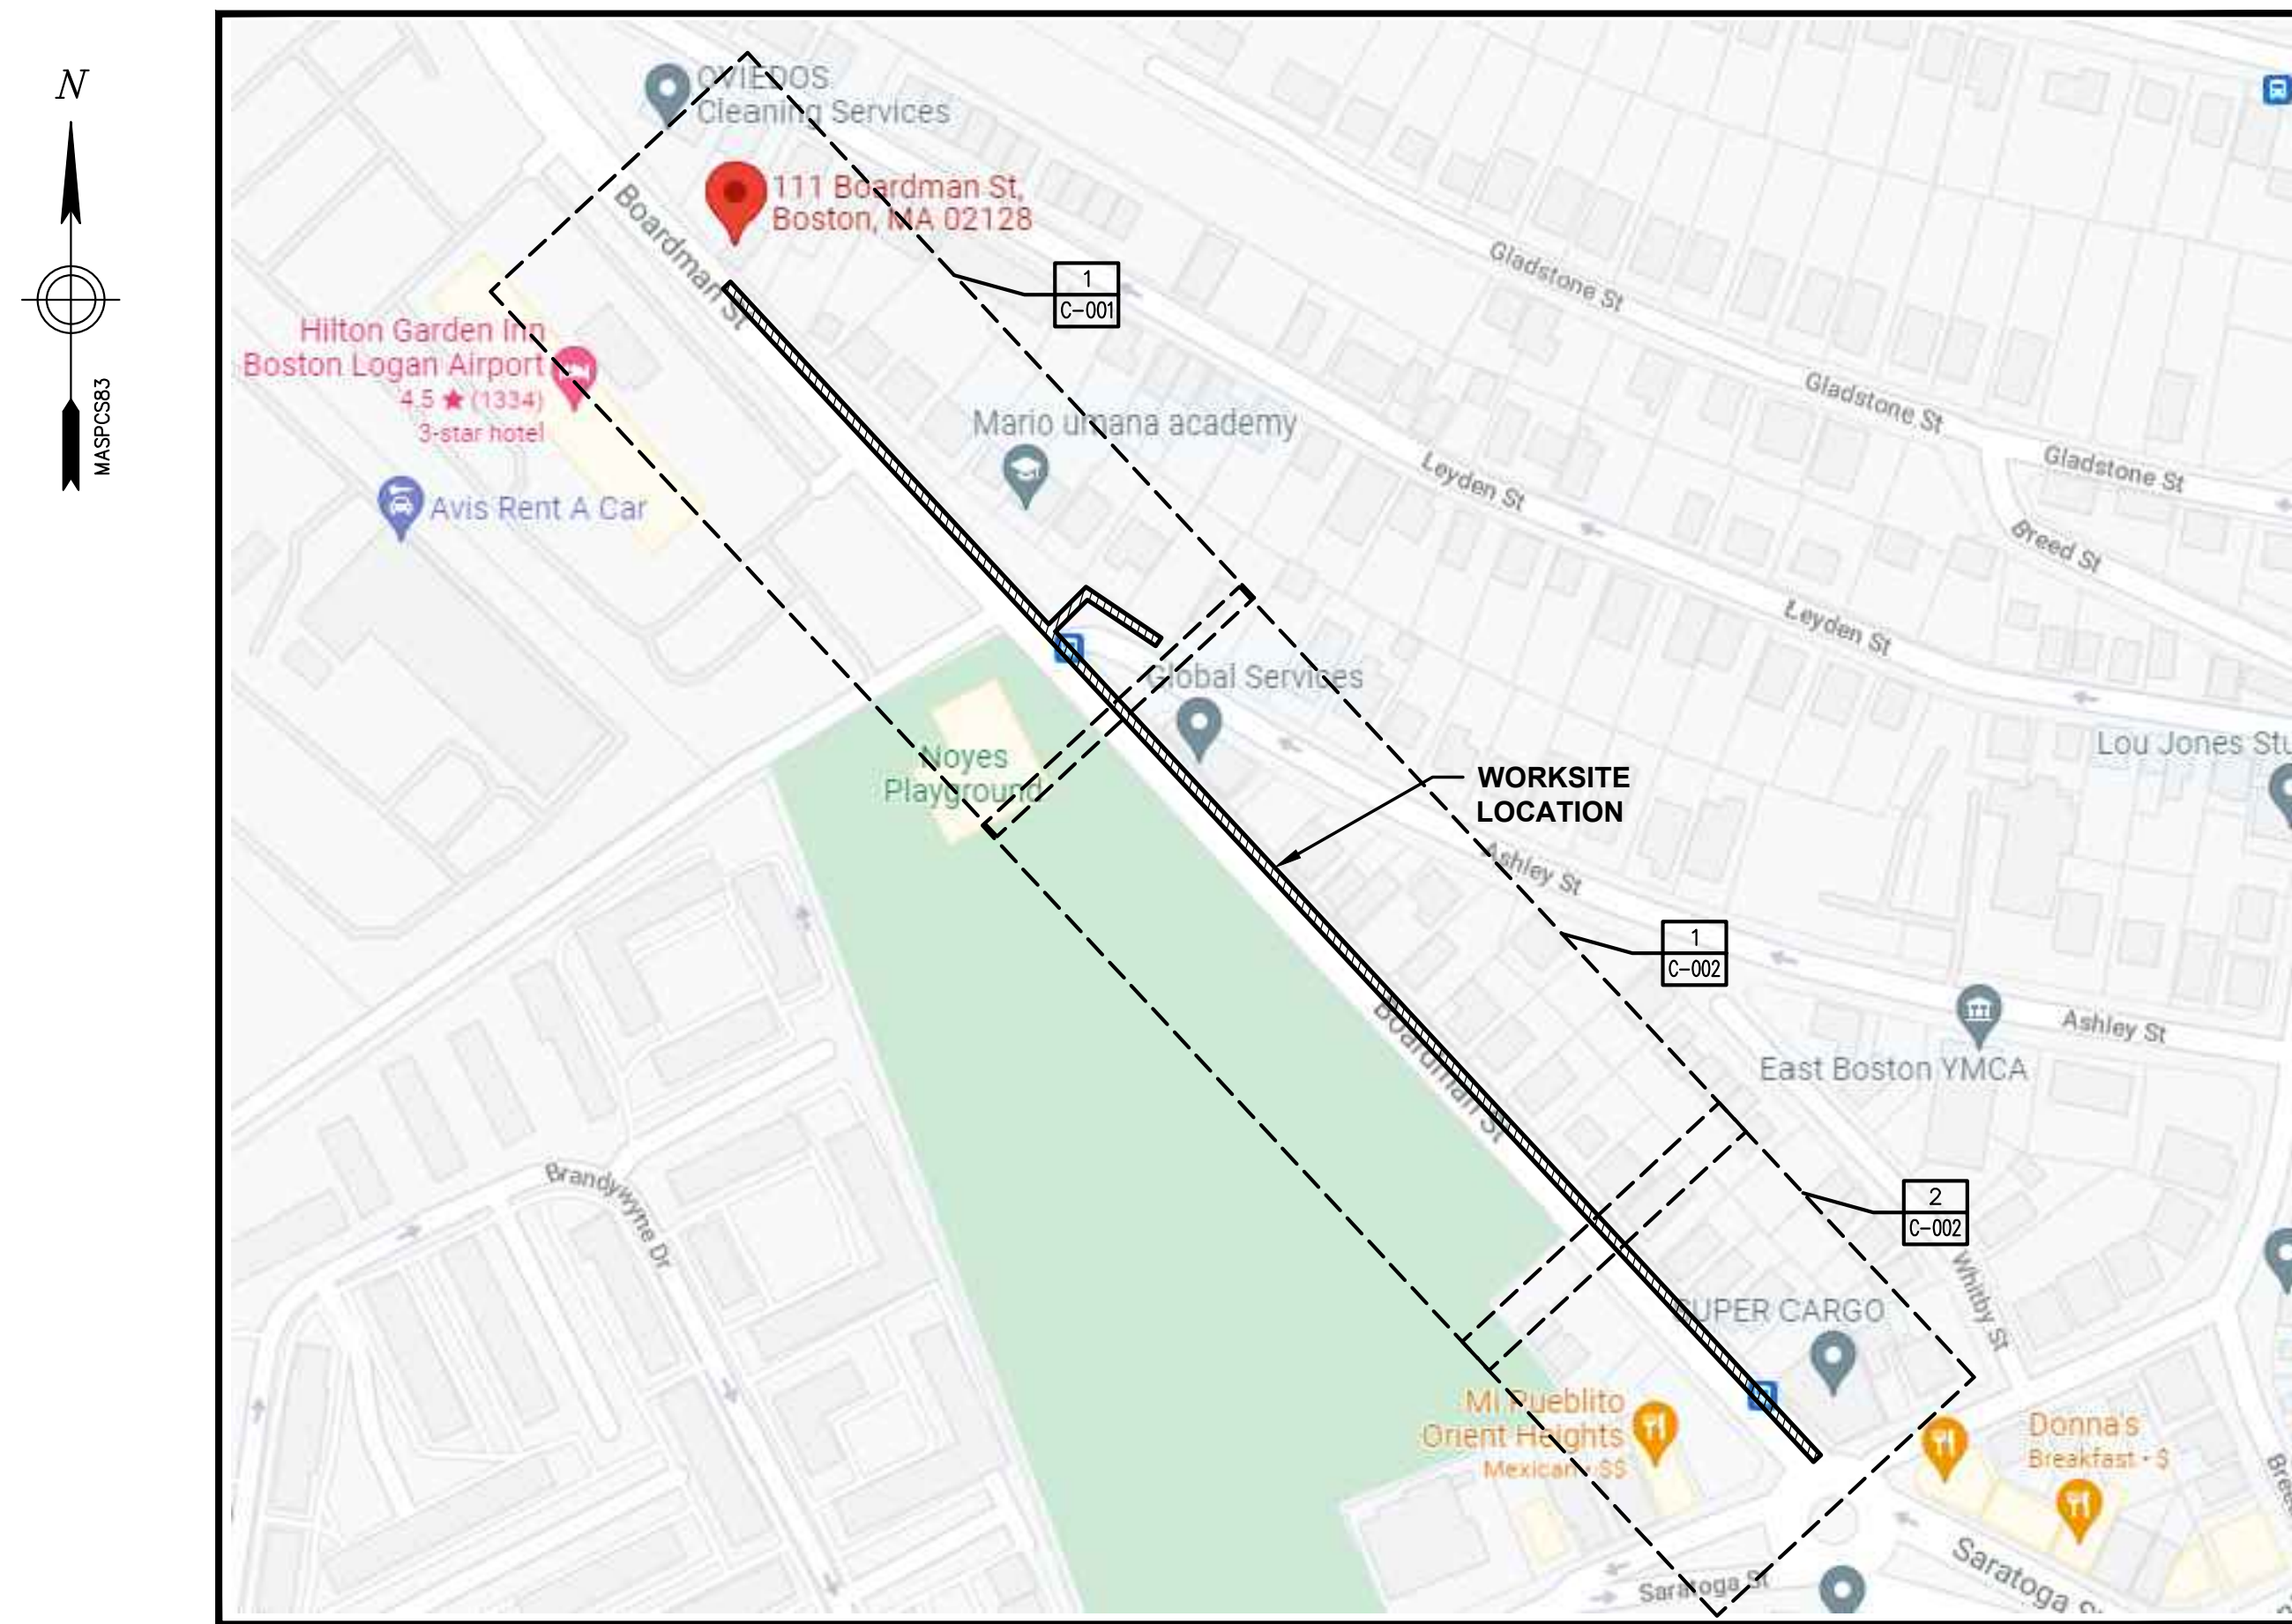 N
MASPCS83
OVIEDOS
Cleaning Services
111 Boardman St,
Boston, MA 02128
Boardman St
1
C-001
Hilton Garden Inn
Boston Logan Airport
4.5 ★ (1334)
3-star hotel
Avis Rent A Car
Mario umana academy
Gladstone St
Gladstone St
Gladstone St
Leyden St
Breed St
Leyden St
Global Services
Noyes
Playground
WORKSITE
LOCATION
Lou Jones Stu
Ashley St
1
C-002
Boardman St
Ashley St
East Boston YMCA
Brandywyne Dr
2
C-002
Whitby St
SUPER CARGO
Mi Pueblito
Orient Heights
Mexican • $$
Donna's
Breakfast • $
Saratoga St
Saratoga S
Bree